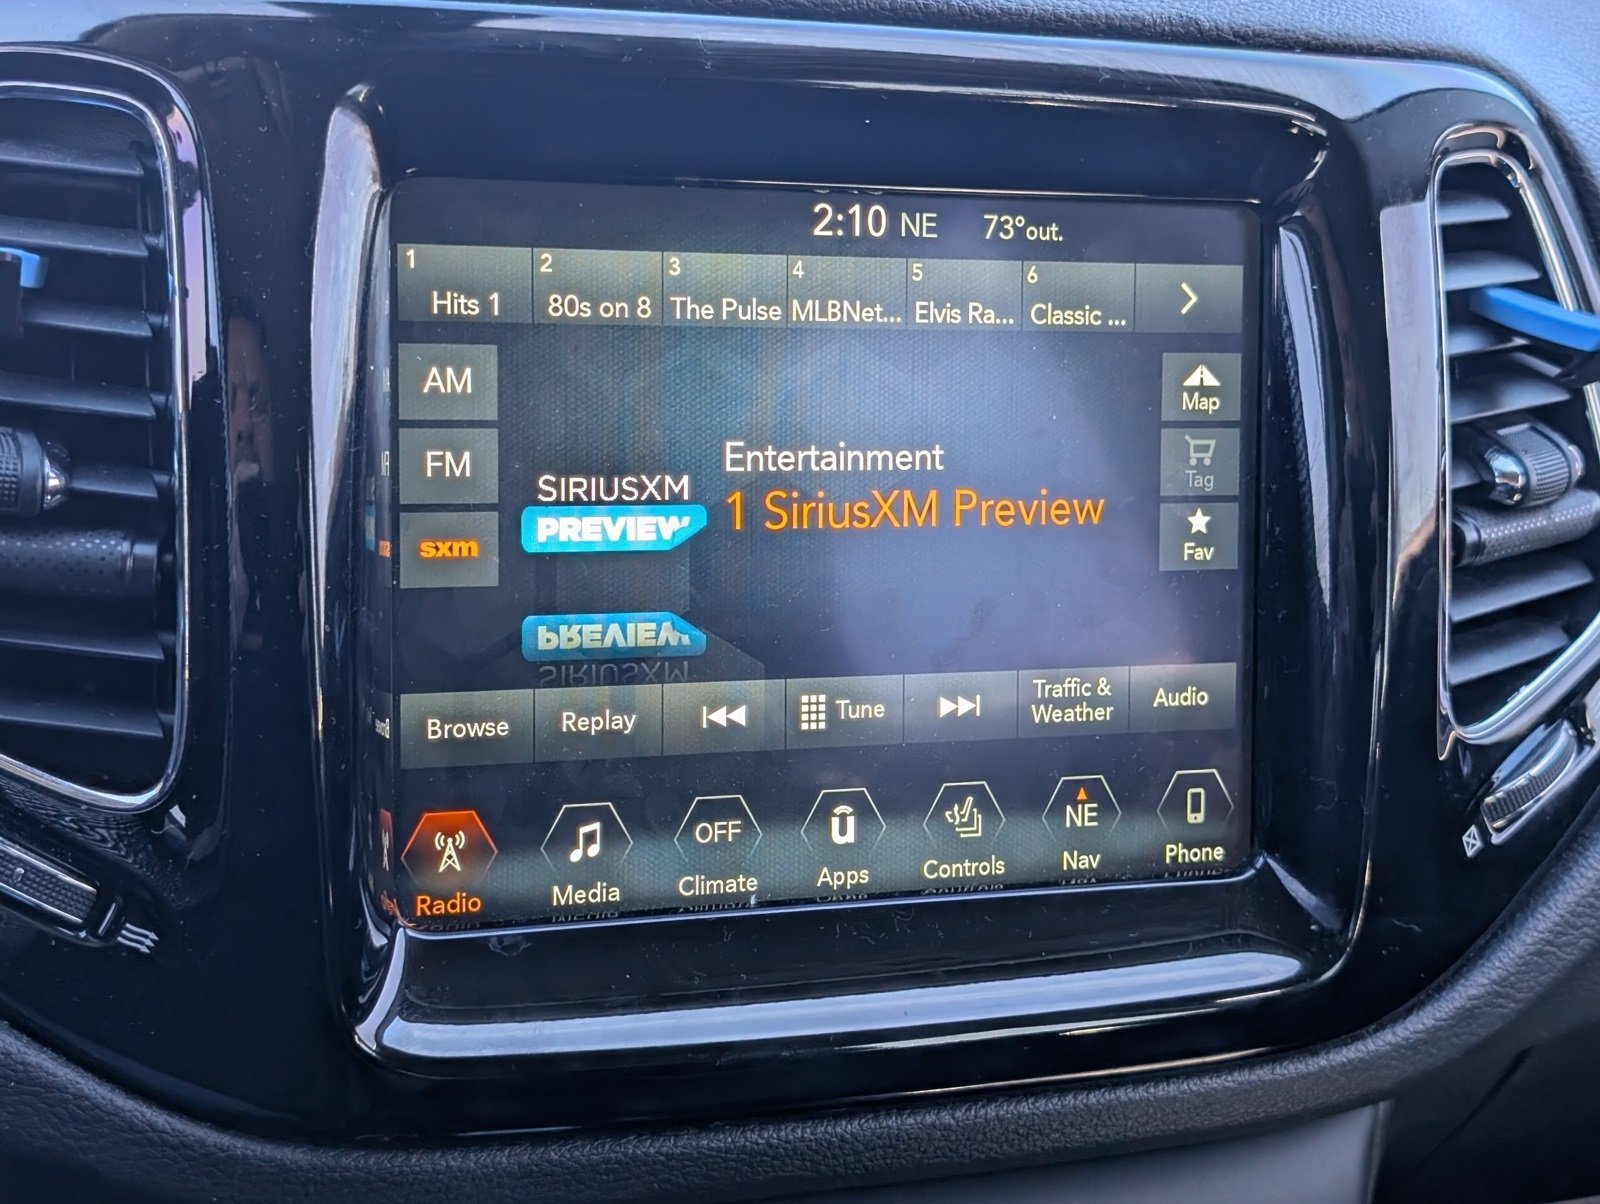 2:10 NE 73°out.
1 2 3 4 5 6
Hits 1 80s on 8 The Pulse MLBNet... Elvis Ra... Classic ...
AM
Map
FM
Tag
sxm
Fav
SIRIUSXM
PREVIEW
Entertainment
1 SiriusXM Preview
Browse Replay Tune Traffic & Weather Audio
OFF
u
NE
Radio Media Climate Apps Controls Nav Phone